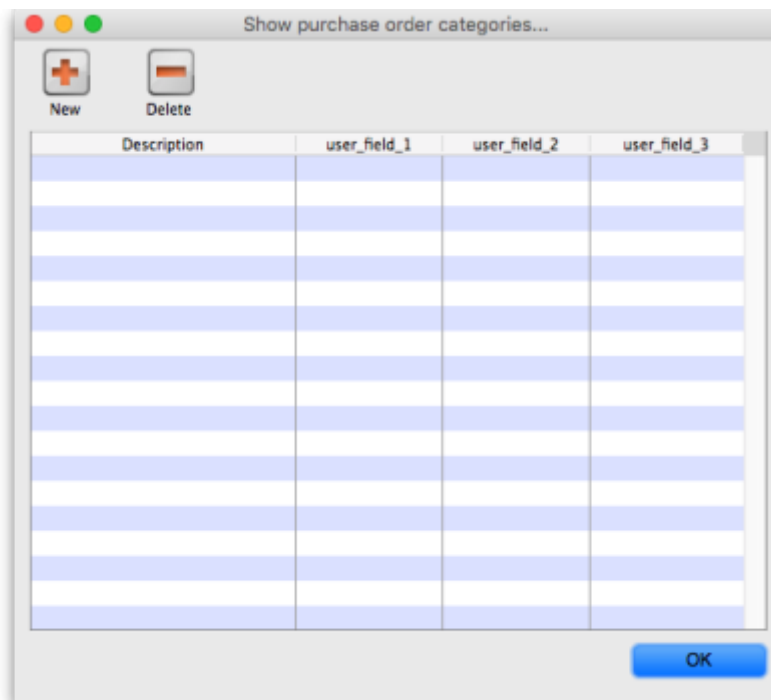 Show purchase order categories...
New Delete
Description user_field_1 user_field_2 user_field_3
OK